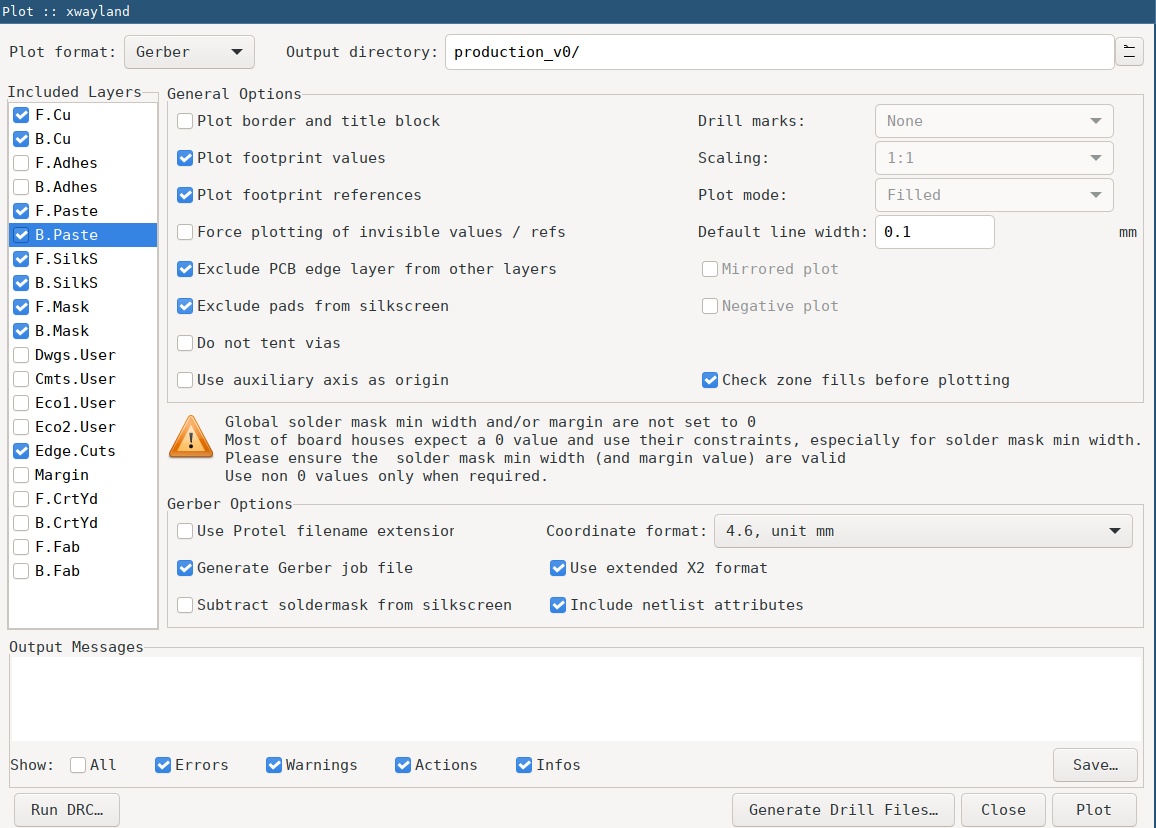 Plot :: xwayland
Plot format: Gerber Output directory: production_v0/
Included Layers
F.Cu
B.Cu
F.Adhes
B.Adhes
F.Paste
B.Paste
F.SilkS
B.SilkS
F.Mask
B.Mask
Dwgs.User
Cmts.User
Eco1.User
Eco2.User
Edge.Cuts
Margin
F.CrtYd
B.CrtYd
F.Fab
B.Fab
General Options
Plot border and title block
Plot footprint values
Plot footprint references
Force plotting of invisible values / refs
Exclude PCB edge layer from other layers
Exclude pads from silkscreen
Do not tent vias
Use auxiliary axis as origin
Drill marks: None
Scaling: 1:1
Plot mode: Filled
Default line width: 0.1 mm
Mirrored plot
Negative plot
Check zone fills before plotting
Global solder mask min width and/or margin are not set to 0
Most of board houses expect a 0 value and use their constraints, especially for solder mask min width.
Please ensure the  solder mask min width (and margin value) are valid
Use non 0 values only when required.
Gerber Options
Use Protel filename extension
Generate Gerber job file
Subtract soldermask from silkscreen
Coordinate format: 4.6, unit mm
Use extended X2 format
Include netlist attributes
Output Messages
Show: All Errors Warnings Actions Infos Save…
Run DRC… Generate Drill Files… Close Plot